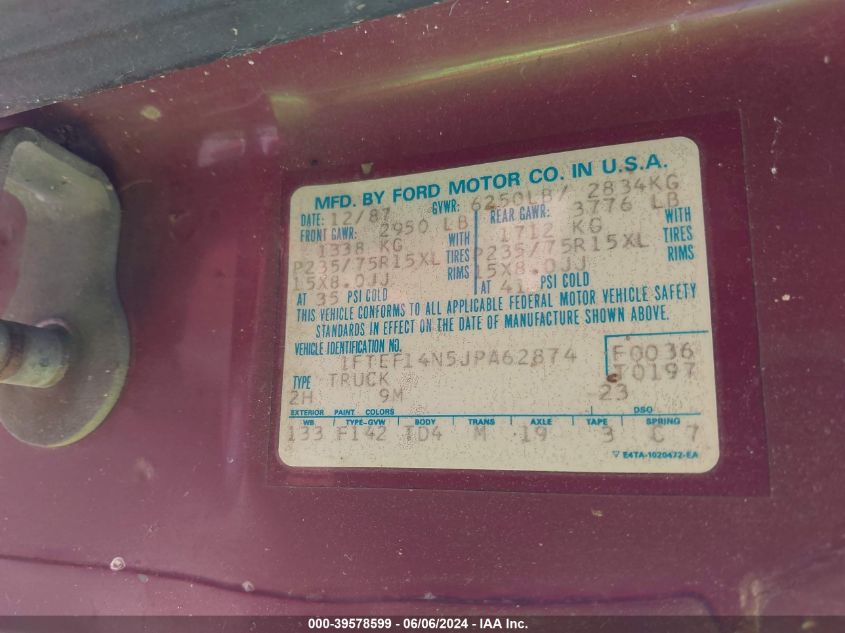 MFD. BY FORD MOTOR CO. IN U.S.A.
DATE: 12/87 GVWR: 6250LB/ 2834KG
FRONT GAWR: 2950 LB REAR GAWR: 3776 LB
1338 KG WITH 1712 KG WITH
P235/75R15XL TIRES P235/75R15XL TIRES
15X8.0JJ RIMS 15X8.0JJ RIMS
AT 35 PSI COLD AT 41 PSI COLD
THIS VEHICLE CONFORMS TO ALL APPLICABLE FEDERAL MOTOR VEHICLE SAFETY
STANDARDS IN EFFECT ON THE DATE OF MANUFACTURE SHOWN ABOVE.
VEHICLE IDENTIFICATION NO.
1FTEF14N5JPA62874 F0036
TYPE TRUCK T0197
2H 9M 23
EXTERIOR PAINT COLORS DSO
WB TYPE-GVW BODY TRANS AXLE TAPE SPRING
133 F142 TD4 M 19 3 C 7
E4TA-1020472-EA
000-39578599 - 06/06/2024 - IAA Inc.